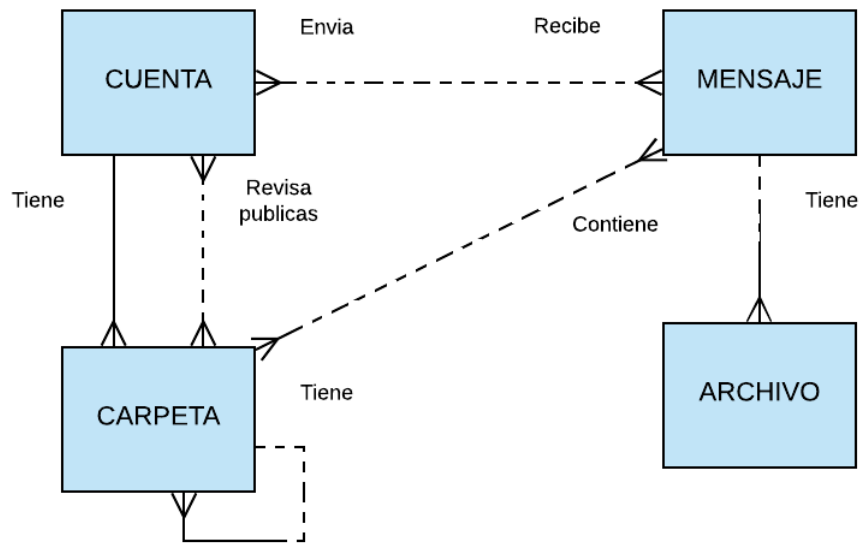 Envia
Recibe
CUENTA
MENSAJE
Tiene
Revisa
publicas
Tiene
Contiene
Tiene
ARCHIVO
CARPETA